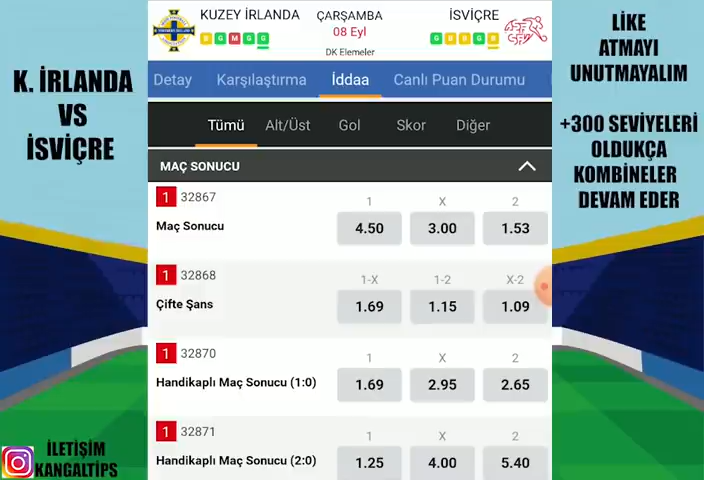 K. İRLANDA
VS
İSVİÇRE
KUZEY İRLANDA
B G M G G
ÇARŞAMBA
08 Eyl
DK Elemeler
İSVİÇRE
G B B G B
Detay Karşılaştırma İddaa Canlı Puan Durumu
Tümü Alt/Üst Gol Skor Diğer
MAÇ SONUCU
1 32867
Maç Sonucu
1 X 2
4.50 3.00 1.53
1 32868
Çifte Şans
1-X 1-2 X-2
1.69 1.15 1.09
1 32870
Handikaplı Maç Sonucu (1:0)
1 X 2
1.69 2.95 2.65
1 32871
Handikaplı Maç Sonucu (2:0)
1 X 2
1.25 4.00 5.40
LİKE
ATMAYI
UNUTMAYALIM
+300 SEVİYELERİ
OLDUKÇA
KOMBİNELER
DEVAM EDER
İLETİŞİM
KANGALTİPS